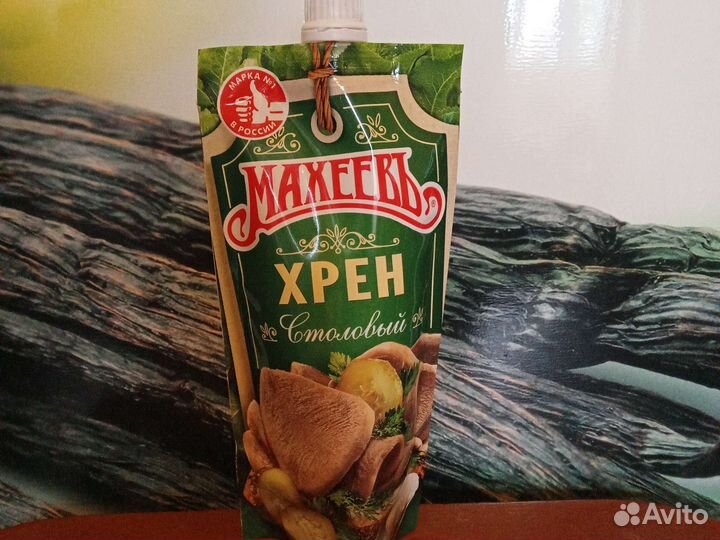 МАРКА №1
В РОССИИ
МАХЕЕВЪ
ХРЕН
Столовый
Avito